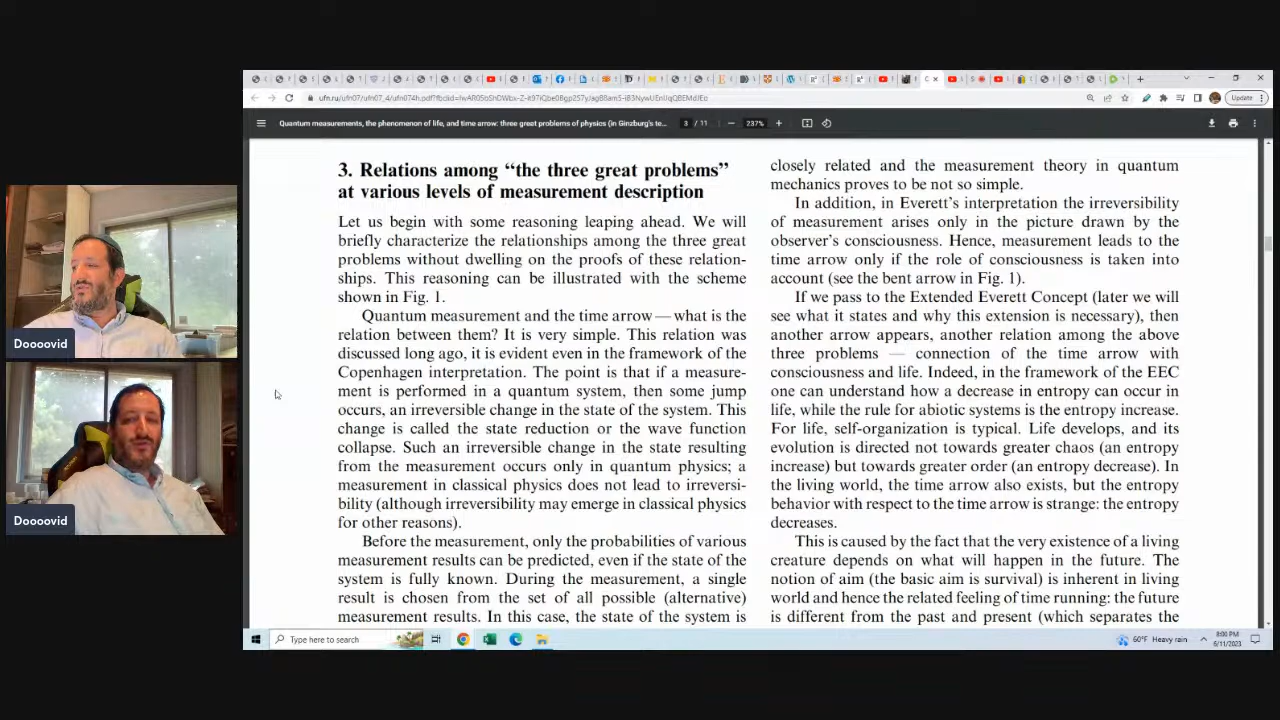 Update
Quantum measurements, the phenomenon of life, and time arrow: three great problems of physics (in Ginzburg's te...
3 / 11
237%
3. Relations among “the three great problems”
at various levels of measurement description
Let us begin with some reasoning leaping ahead. We will
briefly characterize the relationships among the three great
problems without dwelling on the proofs of these relation-
ships. This reasoning can be illustrated with the scheme
shown in Fig. 1.
Quantum measurement and the time arrow — what is the
relation between them? It is very simple. This relation was
discussed long ago, it is evident even in the framework of the
Copenhagen interpretation. The point is that if a measure-
ment is performed in a quantum system, then some jump
occurs, an irreversible change in the state of the system. This
change is called the state reduction or the wave function
collapse. Such an irreversible change in the state resulting
from the measurement occurs only in quantum physics; a
measurement in classical physics does not lead to irreversi-
bility (although irreversibility may emerge in classical physics
for other reasons).
Before the measurement, only the probabilities of various
measurement results can be predicted, even if the state of the
system is fully known. During the measurement, a single
result is chosen from the set of all possible (alternative)
measurement results. In this case, the state of the system is
closely related and the measurement theory in quantum
mechanics proves to be not so simple.
In addition, in Everett's interpretation the irreversibility
of measurement arises only in the picture drawn by the
observer's consciousness. Hence, measurement leads to the
time arrow only if the role of consciousness is taken into
account (see the bent arrow in Fig. 1).
If we pass to the Extended Everett Concept (later we will
see what it states and why this extension is necessary), then
another arrow appears, another relation among the above
three problems — connection of the time arrow with
consciousness and life. Indeed, in the framework of the EEC
one can understand how a decrease in entropy can occur in
life, while the rule for abiotic systems is the entropy increase.
For life, self-organization is typical. Life develops, and its
evolution is directed not towards greater chaos (an entropy
increase) but towards greater order (an entropy decrease). In
the living world, the time arrow also exists, but the entropy
behavior with respect to the time arrow is strange: the entropy
decreases.
This is caused by the fact that the very existence of a living
creature depends on what will happen in the future. The
notion of aim (the basic aim is survival) is inherent in living
world and hence the related feeling of time running: the future
is different from the past and present (which separates the
Doooovid
Doooovid
Type here to search
60°F Heavy rain
8:00 PM
6/11/2023